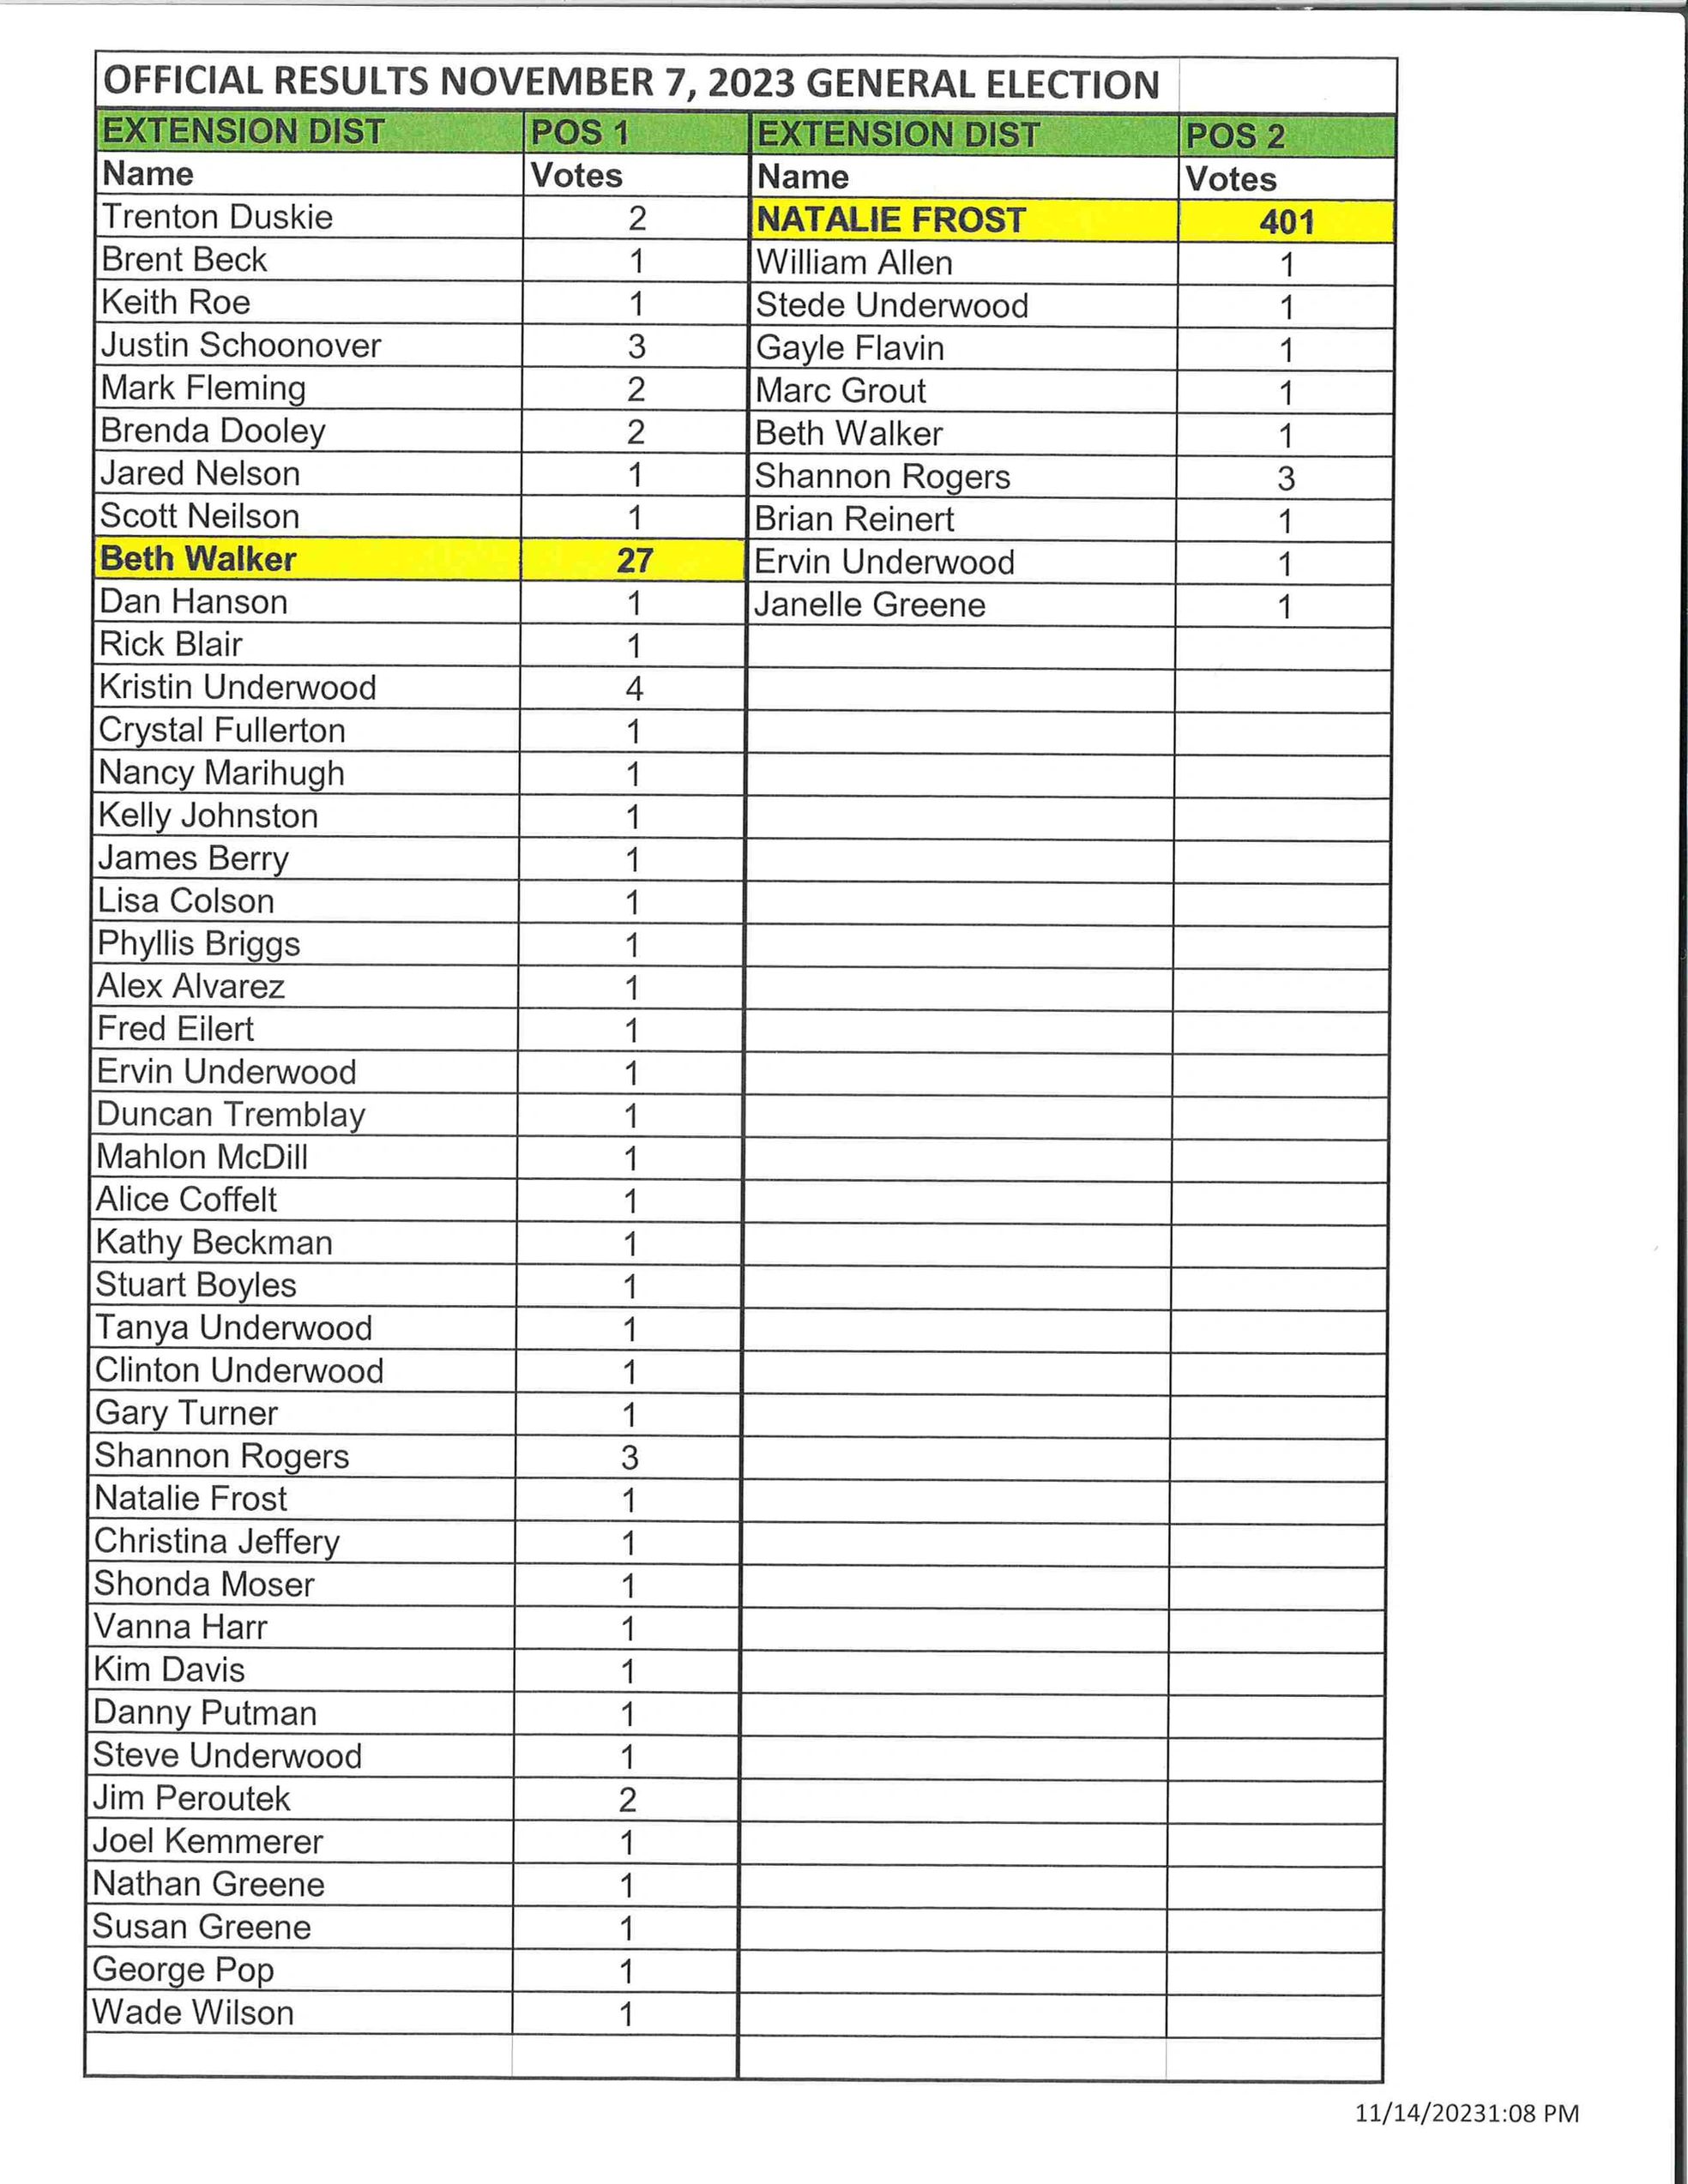 OFFICIAL RESULTS NOVEMBER 7, 2023 GENERAL ELECTION
EXTENSION DIST POS 1 EXTENSION DIST POS 2
Name Votes Name Votes
Trenton Duskie 2 NATALIE FROST 401
Brent Beck 1 William Allen 1
Keith Roe 1 Stede Underwood 1
Justin Schoonover 3 Gayle Flavin 1
Mark Fleming 2 Marc Grout 1
Brenda Dooley 2 Beth Walker 1
Jared Nelson 1 Shannon Rogers 3
Scott Neilson 1 Brian Reinert 1
Beth Walker 27 Ervin Underwood 1
Dan Hanson 1 Janelle Greene 1
Rick Blair 1
Kristin Underwood 4
Crystal Fullerton 1
Nancy Marihugh 1
Kelly Johnston 1
James Berry 1
Lisa Colson 1
Phyllis Briggs 1
Alex Alvarez 1
Fred Eilert 1
Ervin Underwood 1
Duncan Tremblay 1
Mahlon McDill 1
Alice Coffelt 1
Kathy Beckman 1
Stuart Boyles 1
Tanya Underwood 1
Clinton Underwood 1
Gary Turner 1
Shannon Rogers 3
Natalie Frost 1
Christina Jeffery 1
Shonda Moser 1
Vanna Harr 1
Kim Davis 1
Danny Putman 1
Steve Underwood 1
Jim Peroutek 2
Joel Kemmerer 1
Nathan Greene 1
Susan Greene 1
George Pop 1
Wade Wilson 1
11/14/20231:08 PM